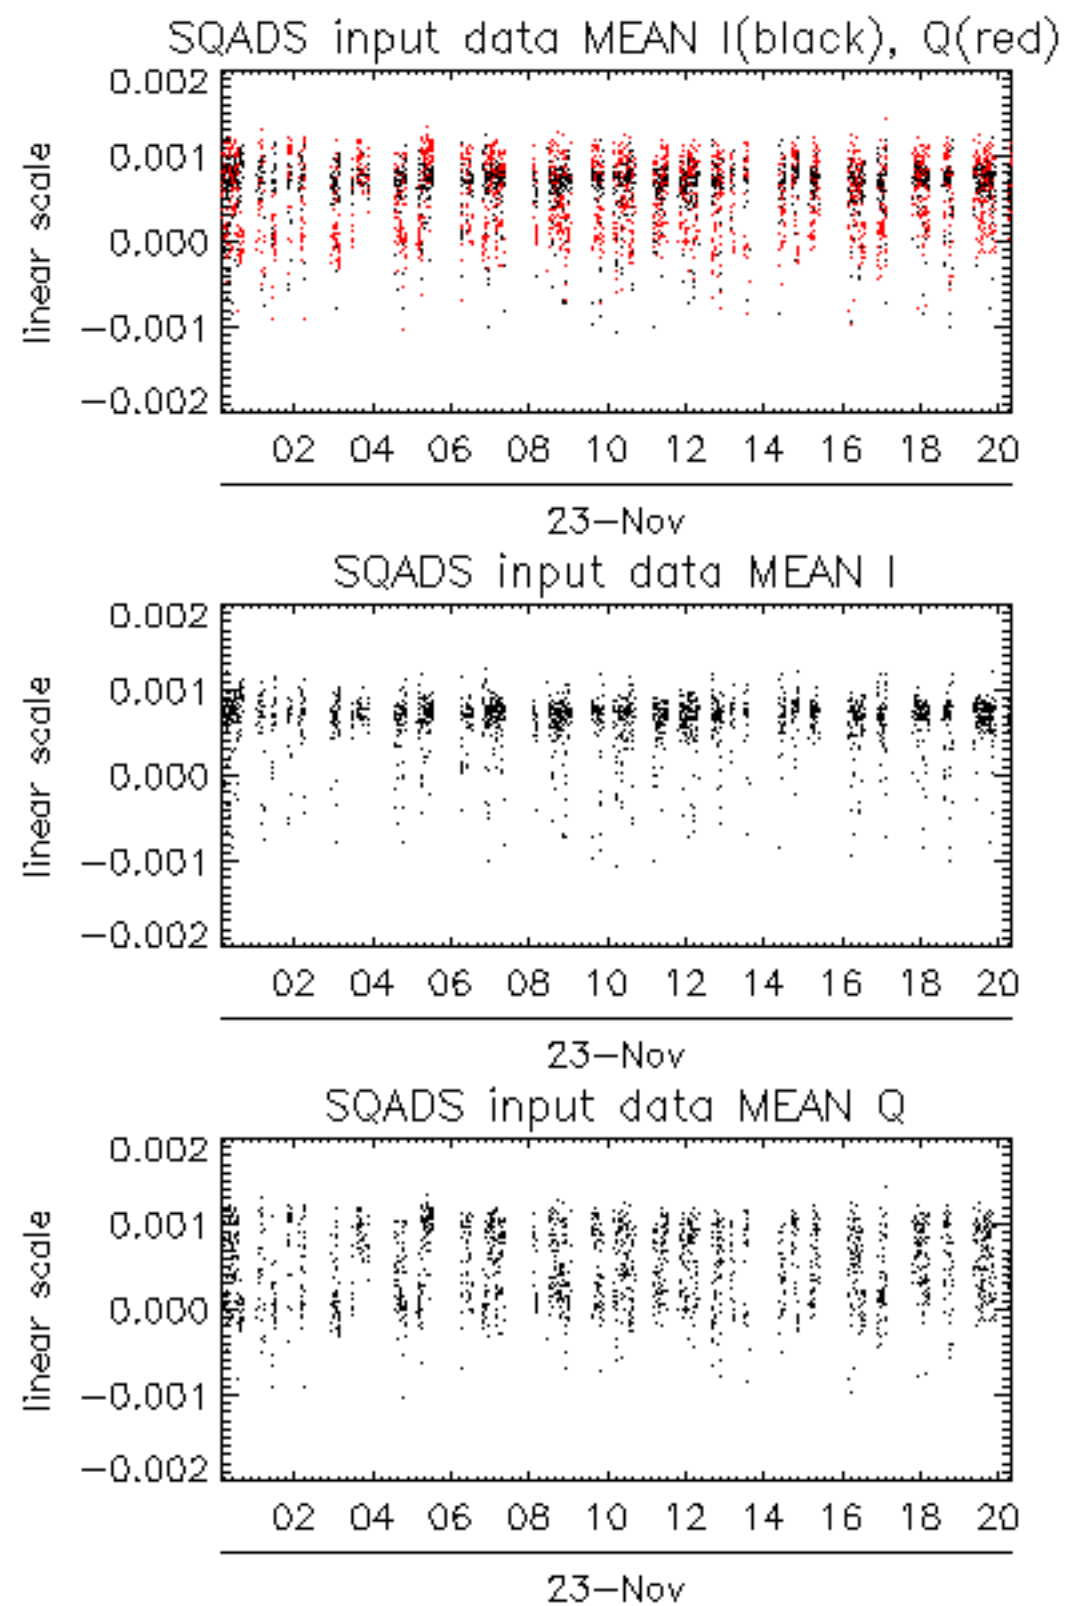 SQADS input data MEAN I(black), Q(red)
0.002
0.001
0.000
−0.001
−0.002
linear scale
02 04 06 08 10 12 14 16 18 20
23−Nov
SQADS input data MEAN I
0.002
0.001
0.000
−0.001
−0.002
linear scale
02 04 06 08 10 12 14 16 18 20
23−Nov
SQADS input data MEAN Q
0.002
0.001
0.000
−0.001
−0.002
linear scale
02 04 06 08 10 12 14 16 18 20
23−Nov